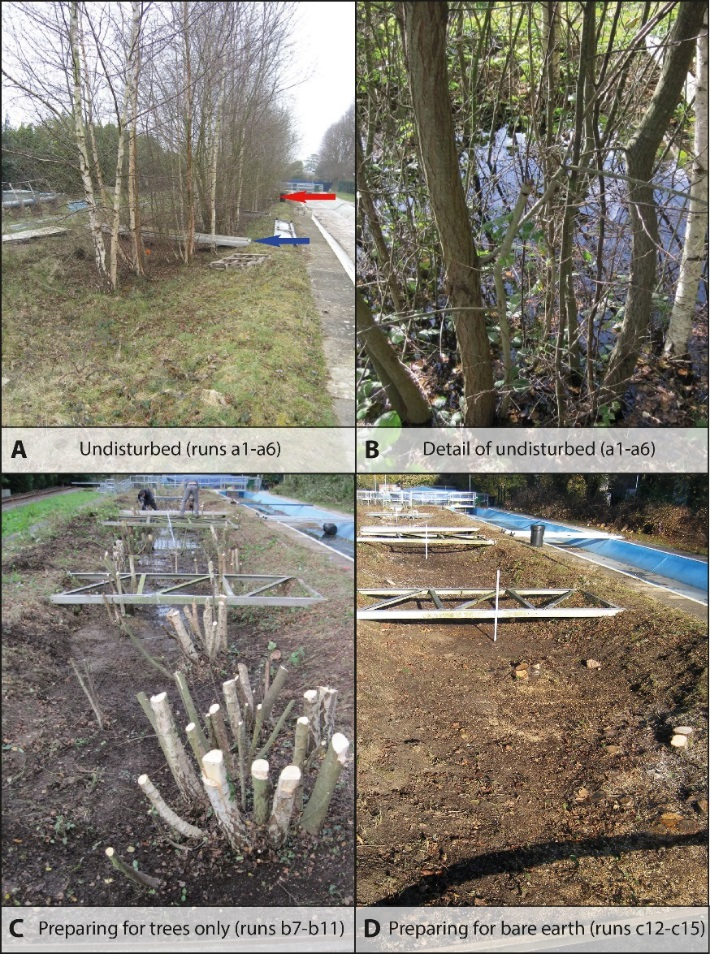 A Undisturbed (runs a1-a6)
B Detail of undisturbed (a1-a6)
C Preparing for trees only (runs b7-b11)
D Preparing for bare earth (runs c12-c15)